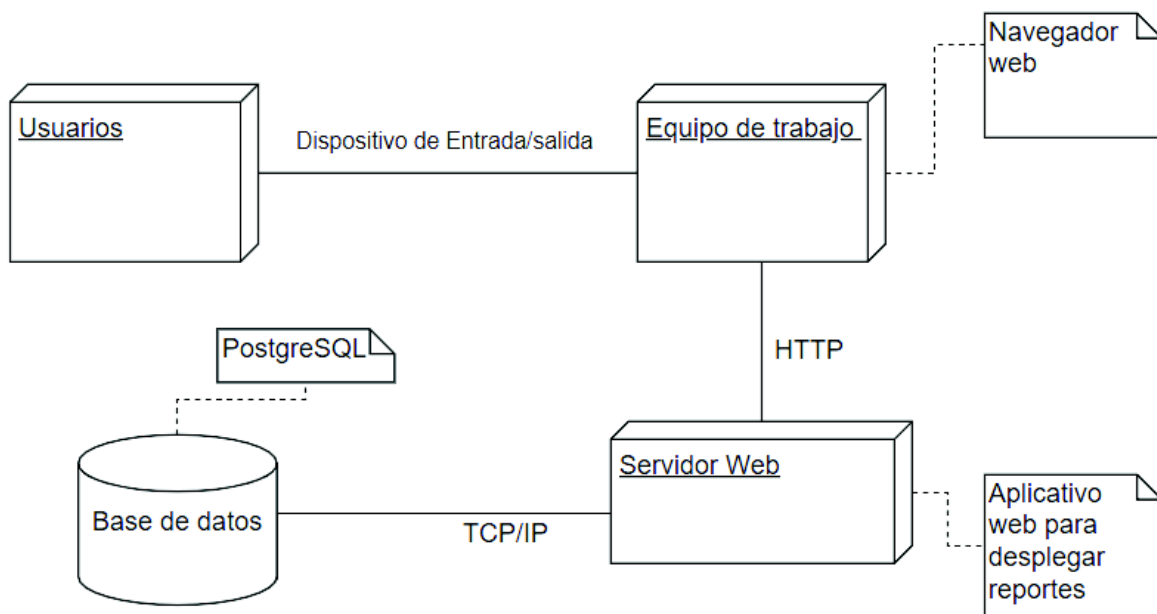 Navegador
web
Usuarios
Dispositivo de Entrada/salida
Equipo de trabajo
PostgreSQL
HTTP
Servidor Web
Base de datos
TCP/IP
Aplicativo
web para
desplegar
reportes